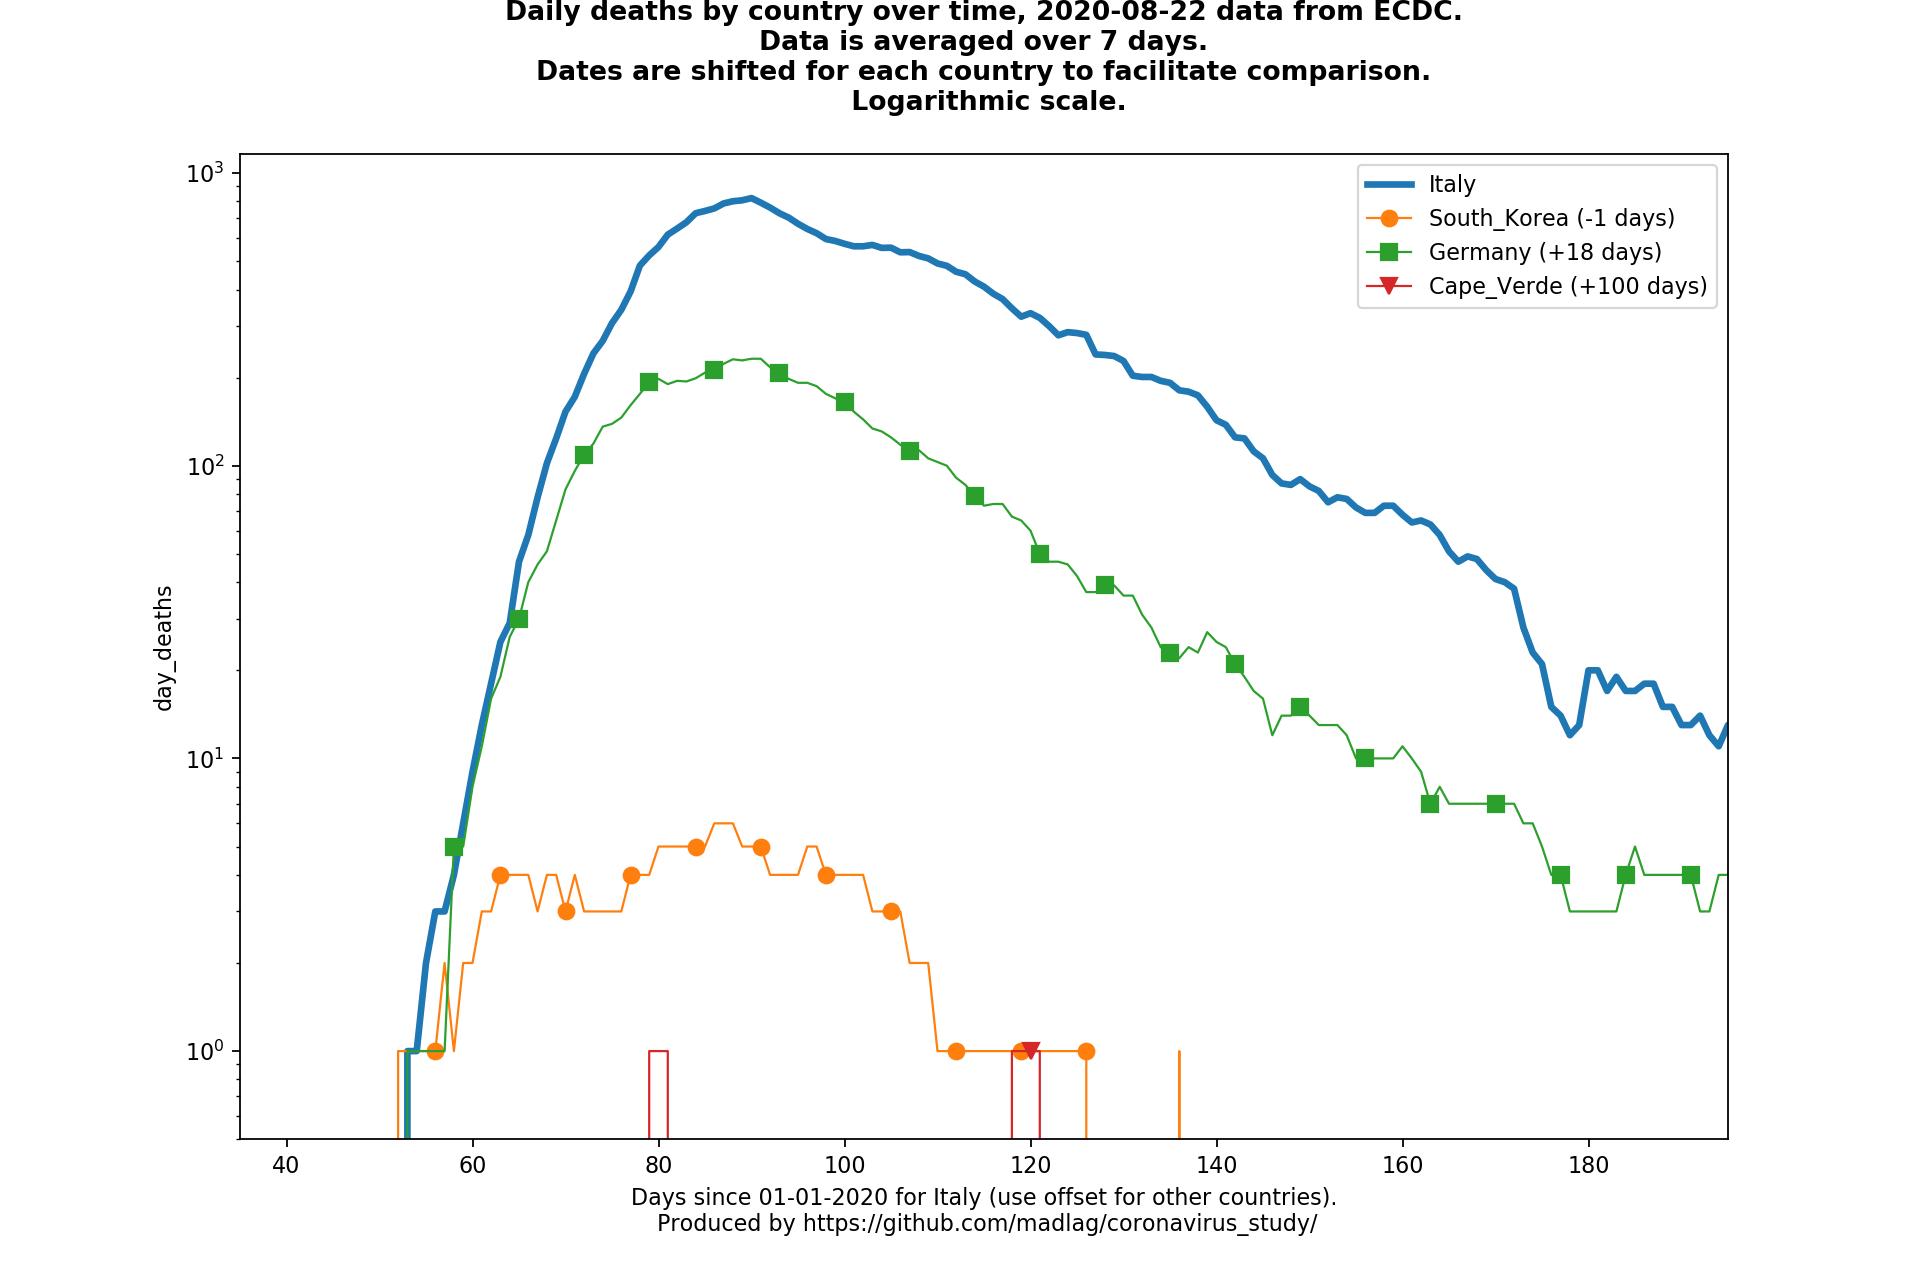 Daily deaths by country over time, 2020-08-22 data from ECDC.
Data is averaged over 7 days.
Dates are shifted for each country to facilitate comparison.
Logarithmic scale.
10³
10²
10¹
10⁰
day_deaths
Italy
South_Korea (-1 days)
Germany (+18 days)
Cape_Verde (+100 days)
40 60 80 100 120 140 160 180
Days since 01-01-2020 for Italy (use offset for other countries).
Produced by https://github.com/madlag/coronavirus_study/